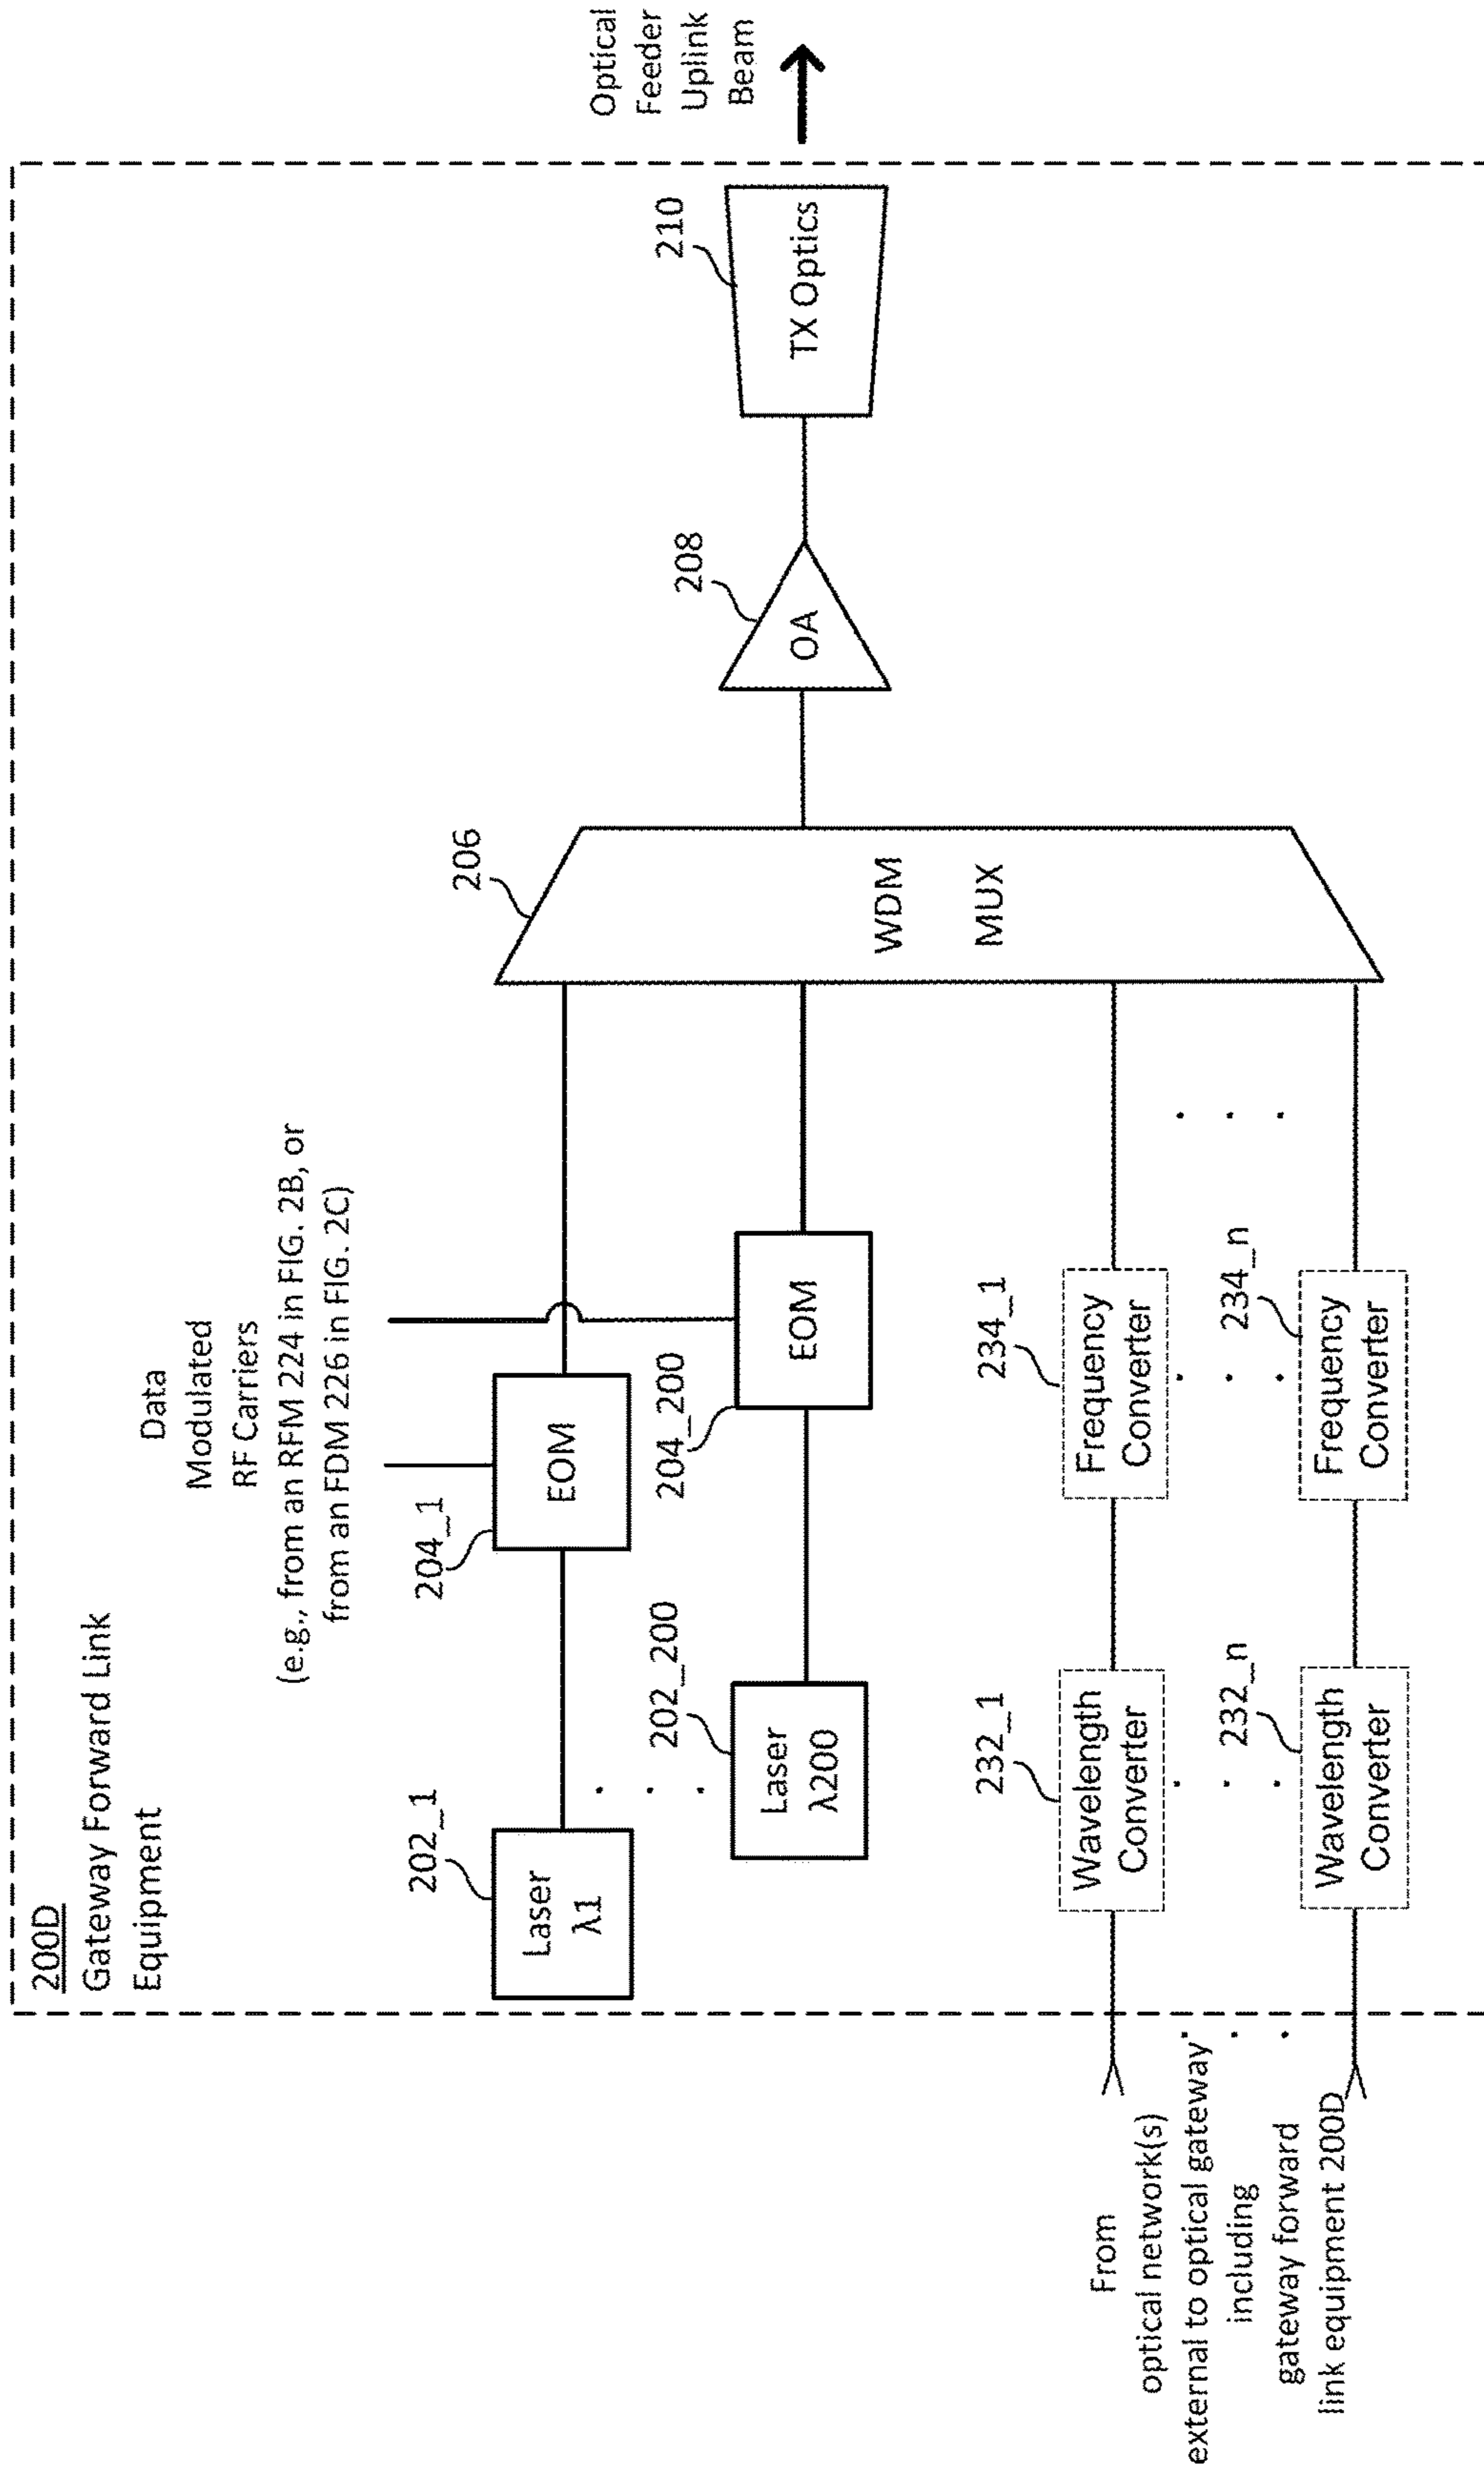 200D
Gateway Forward Link
Equipment
Data
Modulated
RF Carriers
(e.g., from an RFM 224 in FIG. 2B, or
from an FDM 226 in FIG. 2C)
202_1
Laser
λ1
204_1
EOM
202_200
Laser
λ200
204_200
EOM
206
WDM
MUX
208
OA
210
TX Optics
Optical
Feeder
Uplink
Beam
From
optical network(s)
external to optical gateway
including
gateway forward
link equipment 200D
232_1
Wavelength
Converter
234_1
Frequency
Converter
232_n
Wavelength
Converter
234_n
Frequency
Converter